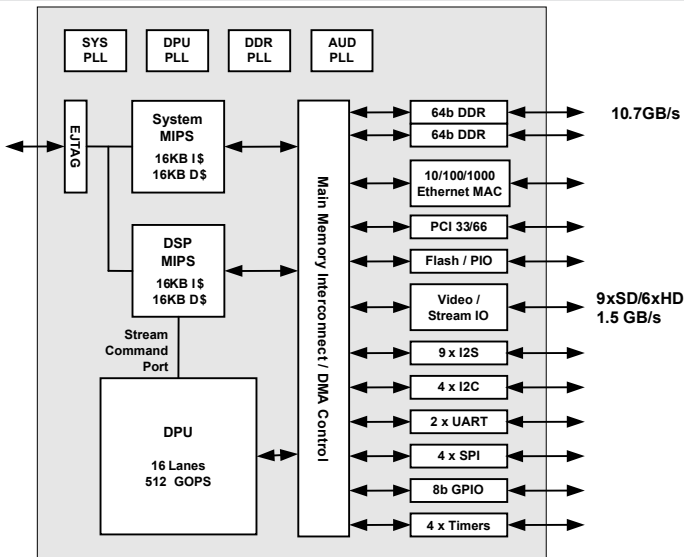 SYS
PLL
DPU
PLL
DDR
PLL
AUD
PLL
EJTAG
System
MIPS
16KB I$
16KB D$
DSP
MIPS
16KB I$
16KB D$
Stream
Command
Port
DPU
16 Lanes
512 GOPS
Main Memory Interconnect / DMA Control
64b DDR
64b DDR
10/100/1000
Ethernet MAC
PCI 33/66
Flash / PIO
Video /
Stream IO
9 x I2S
4 x I2C
2 x UART
4 x SPI
8b GPIO
4 x Timers
10.7GB/s
9xSD/6xHD
1.5 GB/s